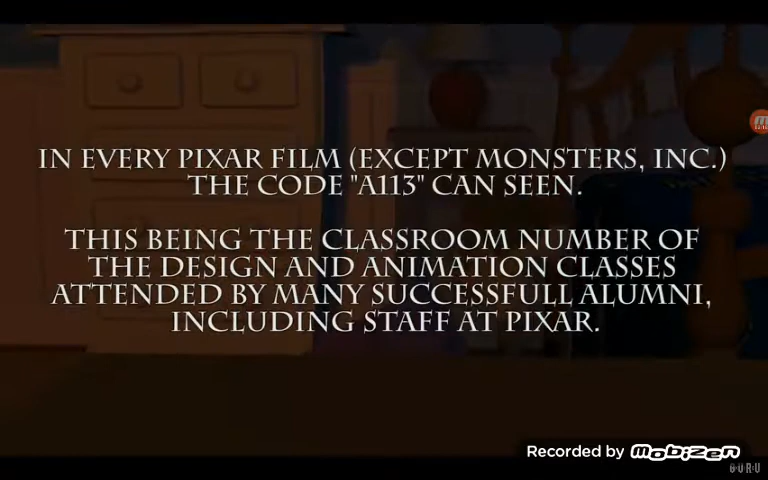 IN EVERY PIXAR FILM (EXCEPT MONSTERS, INC.)
THE CODE "A113" CAN SEEN.
THIS BEING THE CLASSROOM NUMBER OF
THE DESIGN AND ANIMATION CLASSES
ATTENDED BY MANY SUCCESSFULL ALUMNI,
INCLUDING STAFF AT PIXAR.
Recorded by mobizen
GURU